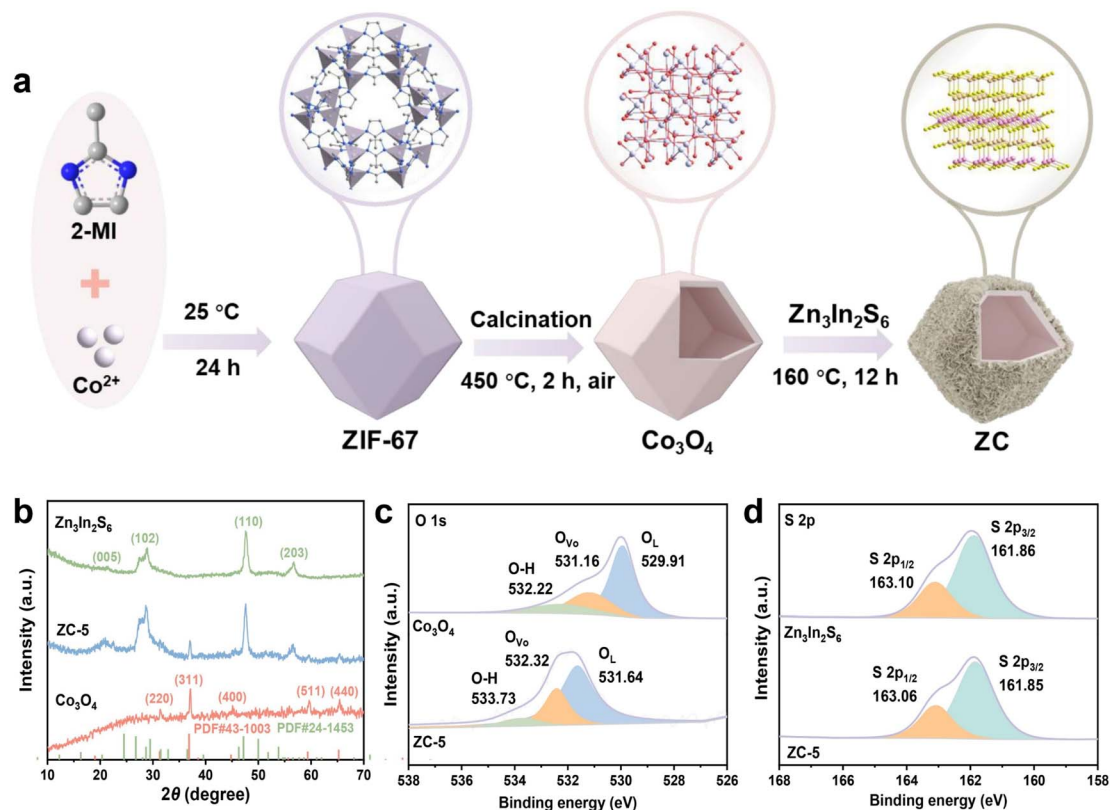 a
2-MI
Co²⁺
25 °C
24 h
ZIF-67
Calcination
450 °C, 2 h, air
Co₃O₄
Zn₃In₂S₆
160 °C, 12 h
ZC
b
Intensity (a.u.)
Zn₃In₂S₆
(005)
(102)
(110)
(203)
ZC-5
Co₃O₄
(220)
(311)
(400)
(511)
(440)
PDF#43-1003
PDF#24-1453
10 20 30 40 50 60 70
2θ (degree)
c
Intensity (a.u.)
O 1s
O-H
532.22
O_Vo
531.16
O_L
529.91
Co₃O₄
O-H
533.73
O_Vo
532.32
O_L
531.64
ZC-5
538 536 534 532 530 528 526
Binding energy (eV)
d
Intensity (a.u.)
S 2p
S 2p₁/₂
163.10
S 2p₃/₂
161.86
Zn₃In₂S₆
S 2p₁/₂
163.06
S 2p₃/₂
161.85
ZC-5
168 166 164 162 160 158
Binding energy (eV)